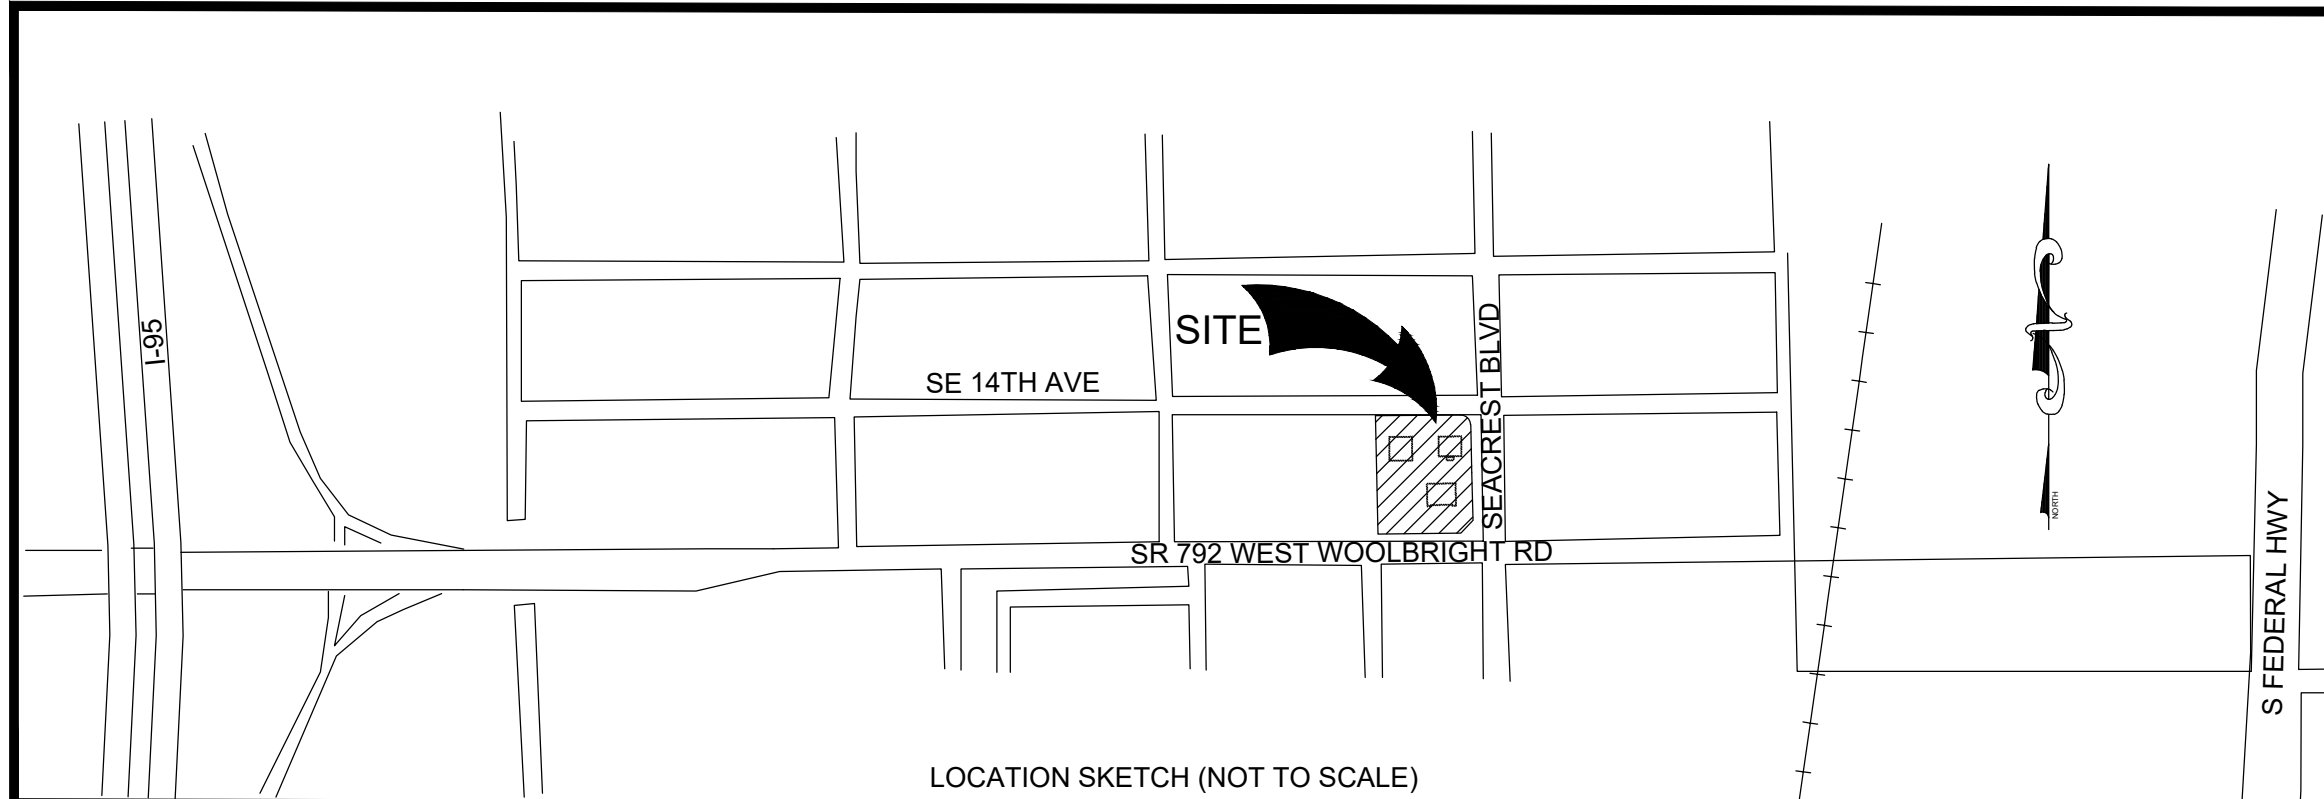 I-95
SITE
SE 14TH AVE
SEACREST BLVD
SR 792 WEST WOOLBRIGHT RD
NORTH
S FEDERAL HWY
LOCATION SKETCH (NOT TO SCALE)